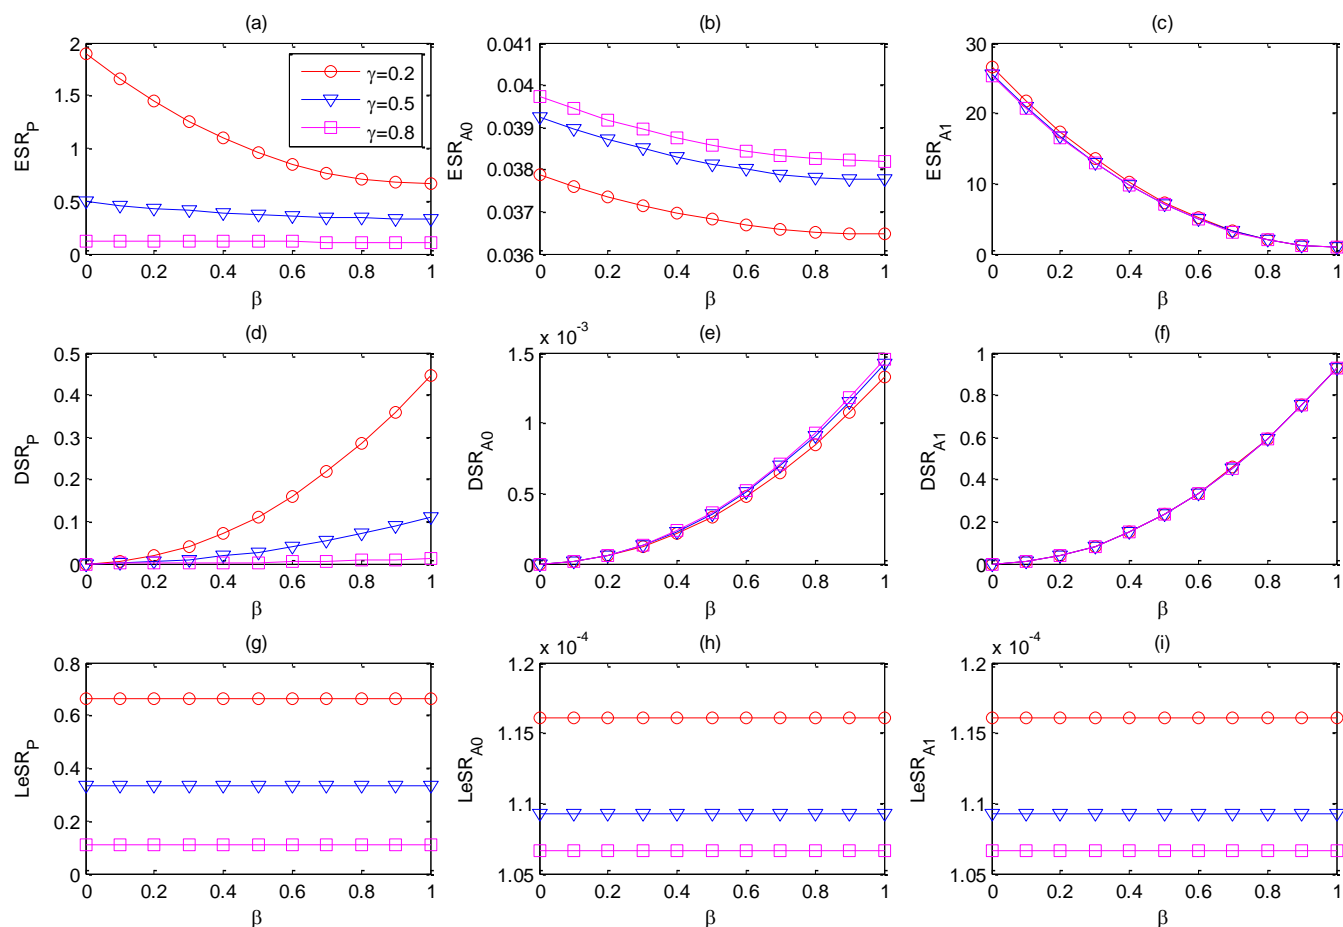 (a)
2
1.5
1
0.5
0
ESR_P
0 0.2 0.4 0.6 0.8 1
β
γ=0.2
γ=0.5
γ=0.8
(b)
0.041
0.04
0.039
0.038
0.037
0.036
ESR_A0
0 0.2 0.4 0.6 0.8 1
β
(c)
30
20
10
0
ESR_A1
0 0.2 0.4 0.6 0.8 1
β
(d)
0.5
0.4
0.3
0.2
0.1
0
DSR_P
0 0.2 0.4 0.6 0.8 1
β
(e)
x 10^-3
1.5
1
0.5
0
DSR_A0
0 0.2 0.4 0.6 0.8 1
β
(f)
1
0.8
0.6
0.4
0.2
0
DSR_A1
0 0.2 0.4 0.6 0.8 1
β
(g)
0.8
0.6
0.4
0.2
0
LeSR_P
0 0.2 0.4 0.6 0.8 1
β
(h)
x 10^-4
1.2
1.15
1.1
1.05
LeSR_A0
0 0.2 0.4 0.6 0.8 1
β
(i)
x 10^-4
1.2
1.15
1.1
1.05
LeSR_A1
0 0.2 0.4 0.6 0.8 1
β